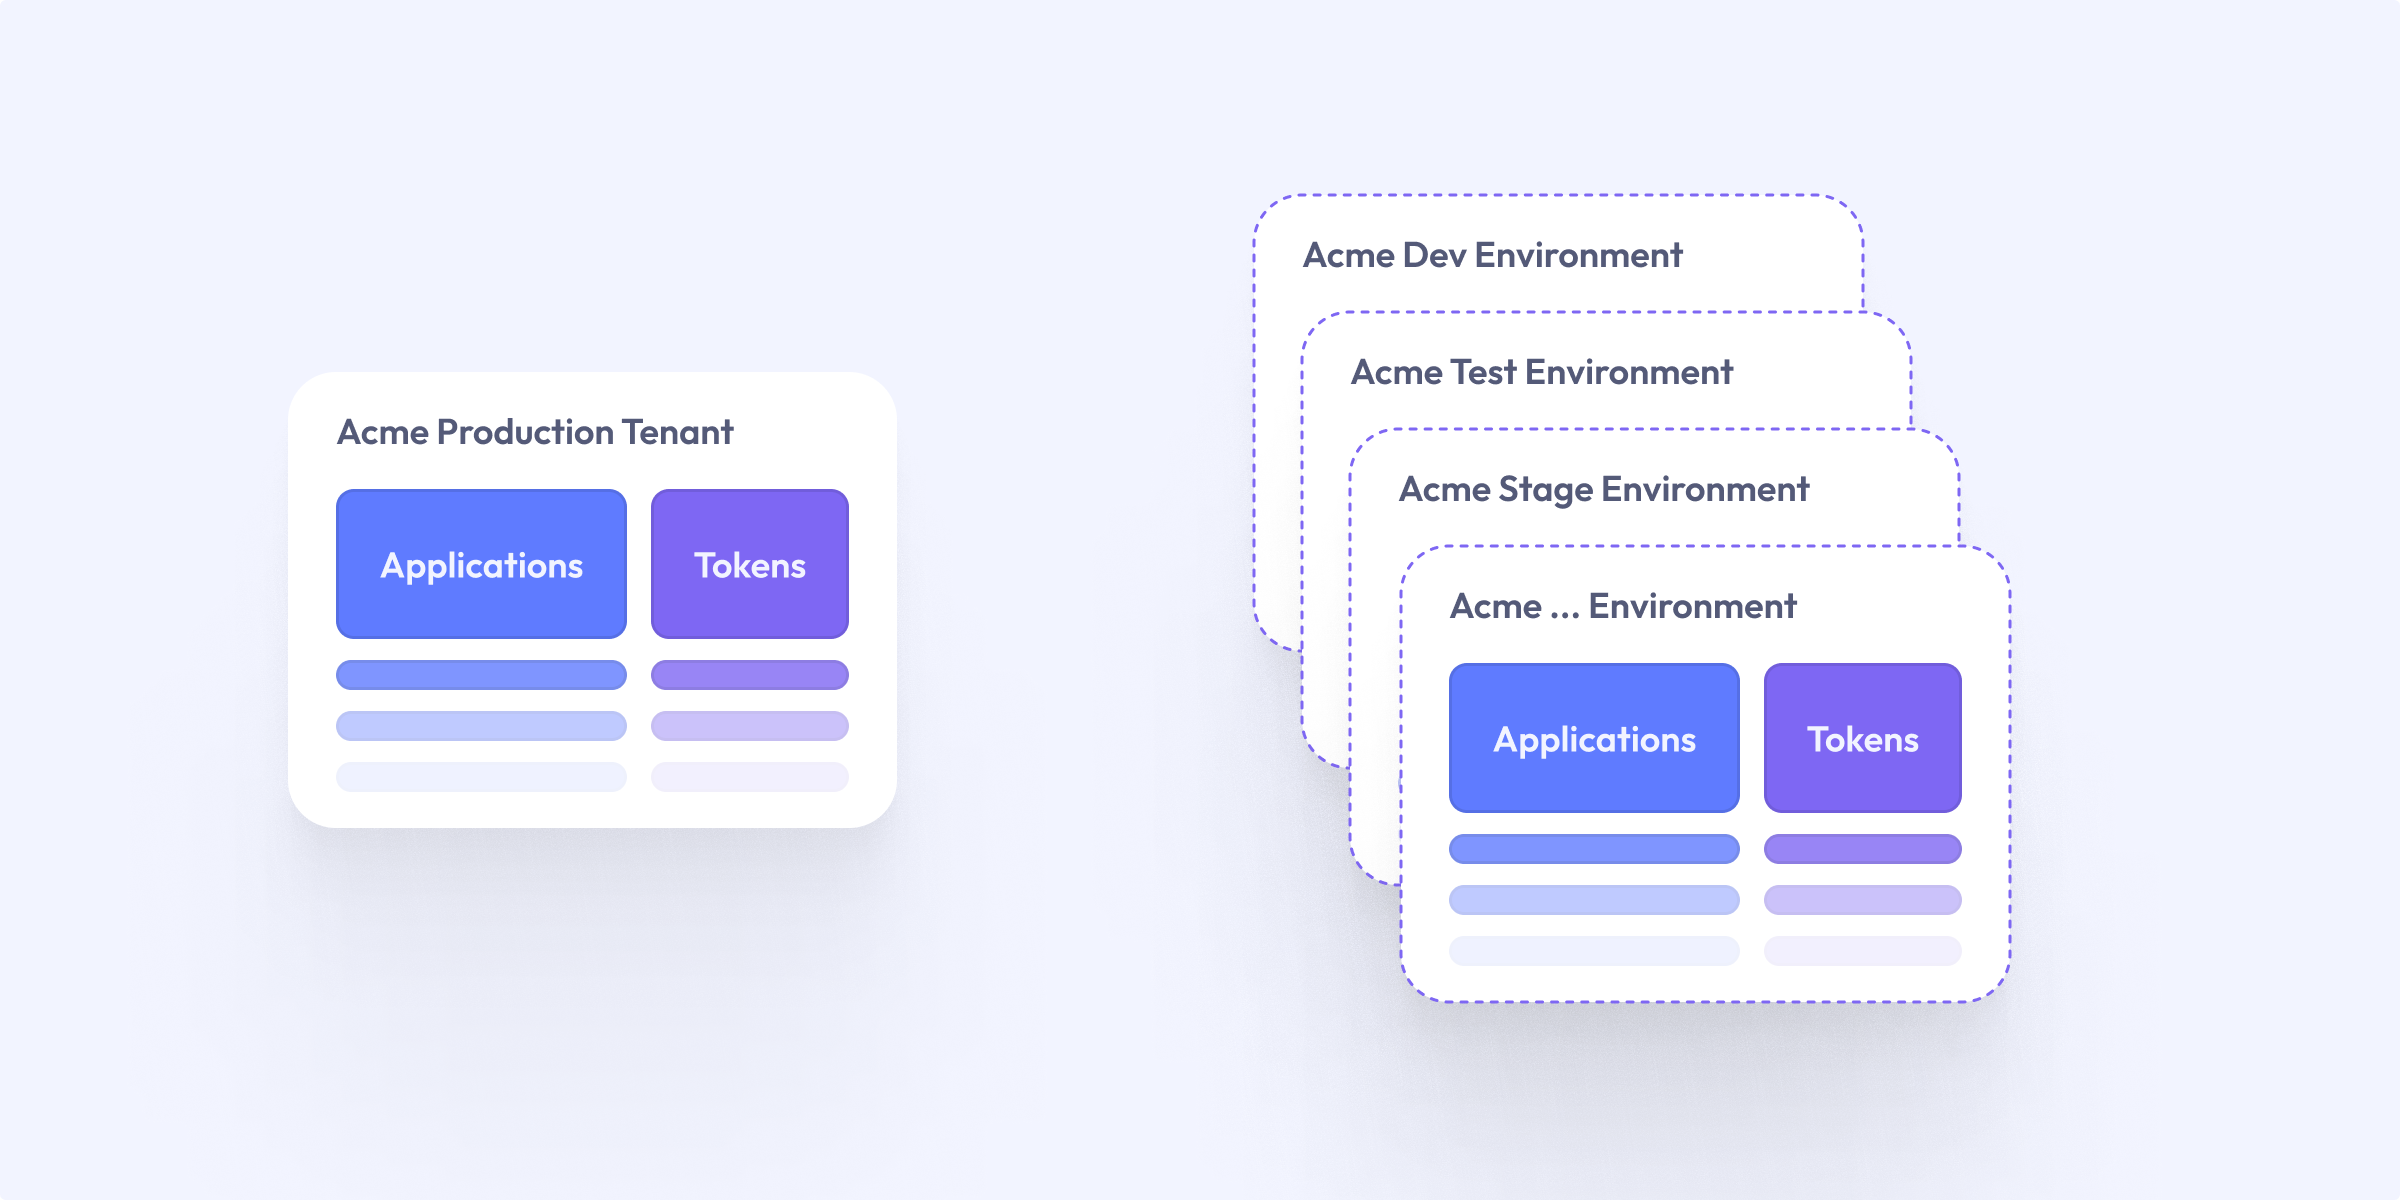 Acme Production Tenant
Applications
Tokens
Acme Dev Environment
Acme Test Environment
Acme Stage Environment
Acme ... Environment
Applications
Tokens